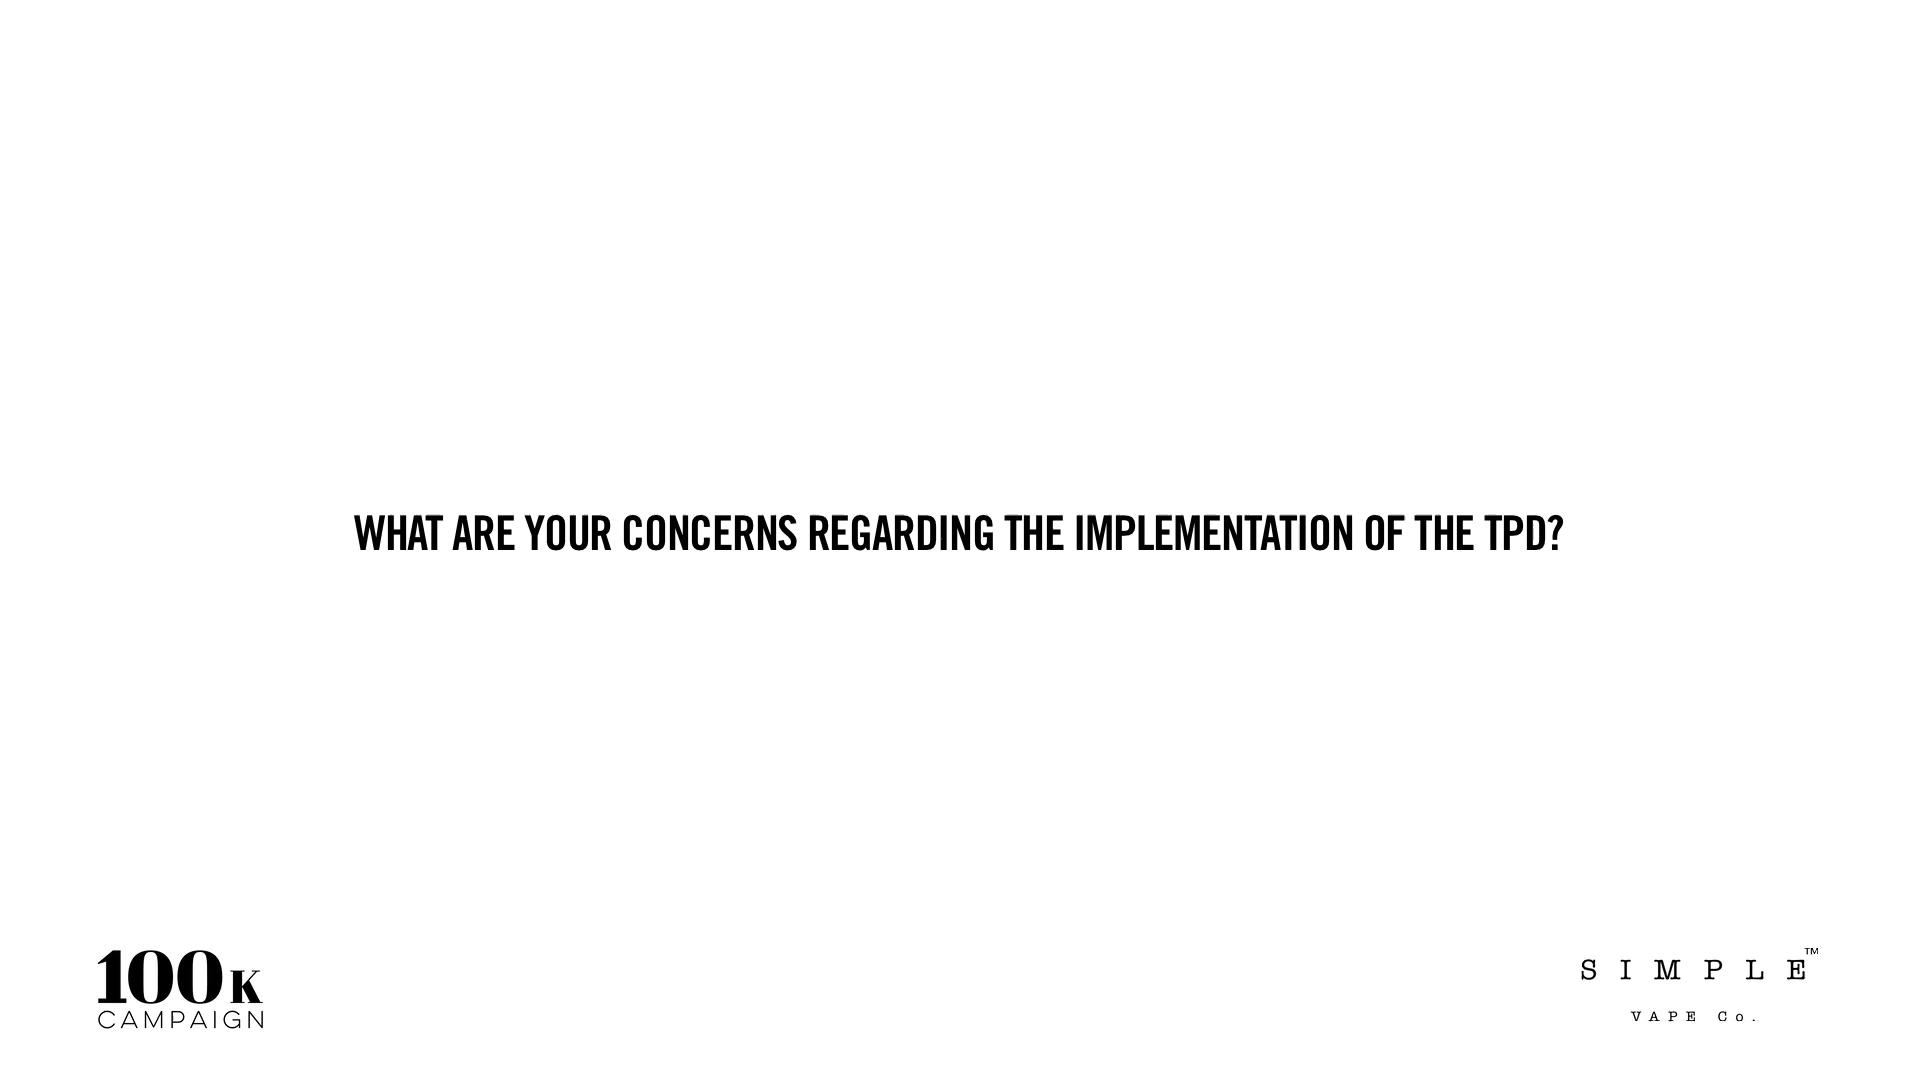 WHAT ARE YOUR CONCERNS REGARDING THE IMPLEMENTATION OF THE TPD?
100K
CAMPAIGN
SIMPLE™
VAPE Co.